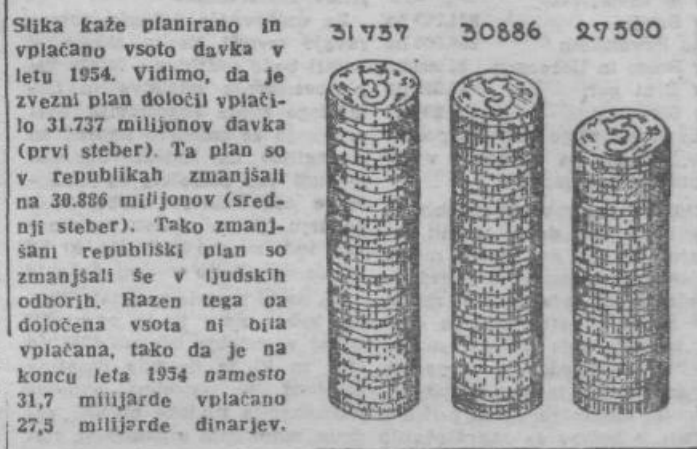 Slika kaže planirano in
vplačano vsoto davka v
letu 1954. Vidimo, da je
zvezni plan določil vplači-
lo 31.737 milijonov davka
(prvi steber). Ta plan so
v republikah zmanjšali
na 30.886 milijonov (sred-
nji steber). Tako zmanj-
šani republiški plan so
zmanjšali še v ljudskih
odborih. Razen tega pa
določena vsota ni bila
vplačana, tako da je na
koncu leta 1954 namesto
31,7 milijarde vplačano
27,5 milijarde dinarjev.
31737 30886 27500
5 5 5